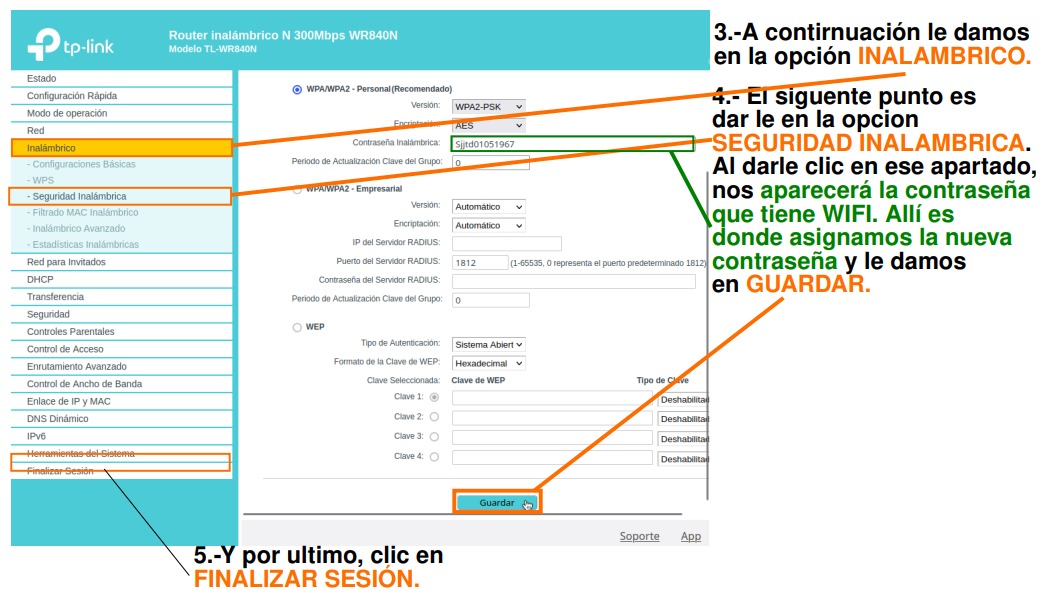 tp-link
Router inalámbrico N 300Mbps WR840N
Modelo TL-WR840N
Estado
Configuración Rápida
Modo de operación
Red
Inalámbrico
- Configuraciones Básicas
- WPS
- Seguridad Inalámbrica
- Filtrado MAC Inalámbrico
- Inalámbrico Avanzado
- Estadísticas Inalámbricas
Red para Invitados
DHCP
Transferencia
Seguridad
Controles Parentales
Control de Acceso
Enrutamiento Avanzado
Control de Ancho de Banda
Enlace de IP y MAC
DNS Dinámico
IPv6
Herramientas del Sistema
Finalizar Sesión
WPA/WPA2 - Personal(Recomendado)
Versión: WPA2-PSK
Encriptación: AES
Contraseña Inalámbrica: Sjjtd01051967
Periodo de Actualización Clave del Grupo: 0
WPA/WPA2 - Empresarial
Versión: Automático
Encriptación: Automático
IP del Servidor RADIUS:
Puerto del Servidor RADIUS: 1812 (1-65535, 0 representa el puerto predeterminado 1812)
Contraseña del Servidor RADIUS:
Periodo de Actualización Clave del Grupo: 0
WEP
Tipo de Autenticación: Sistema Abiert
Formato de la Clave de WEP: Hexadecimal
Clave Seleccionada: Clave de WEP Tipo de Clave
Clave 1: Deshabilitad
Clave 2: Deshabilitad
Clave 3: Deshabilitad
Clave 4: Deshabilitad
Guardar
Soporte App
3.-A contirnuación le damos
en la opción INALAMBRICO.
4.- El siguente punto es
dar le en la opcion
SEGURIDAD INALAMBRICA.
Al darle clic en ese apartado,
nos aparecerá la contraseña
que tiene WIFI. Allí es
donde asignamos la nueva
contraseña y le damos
en GUARDAR.
5.-Y por ultimo, clic en
FINALIZAR SESIÓN.